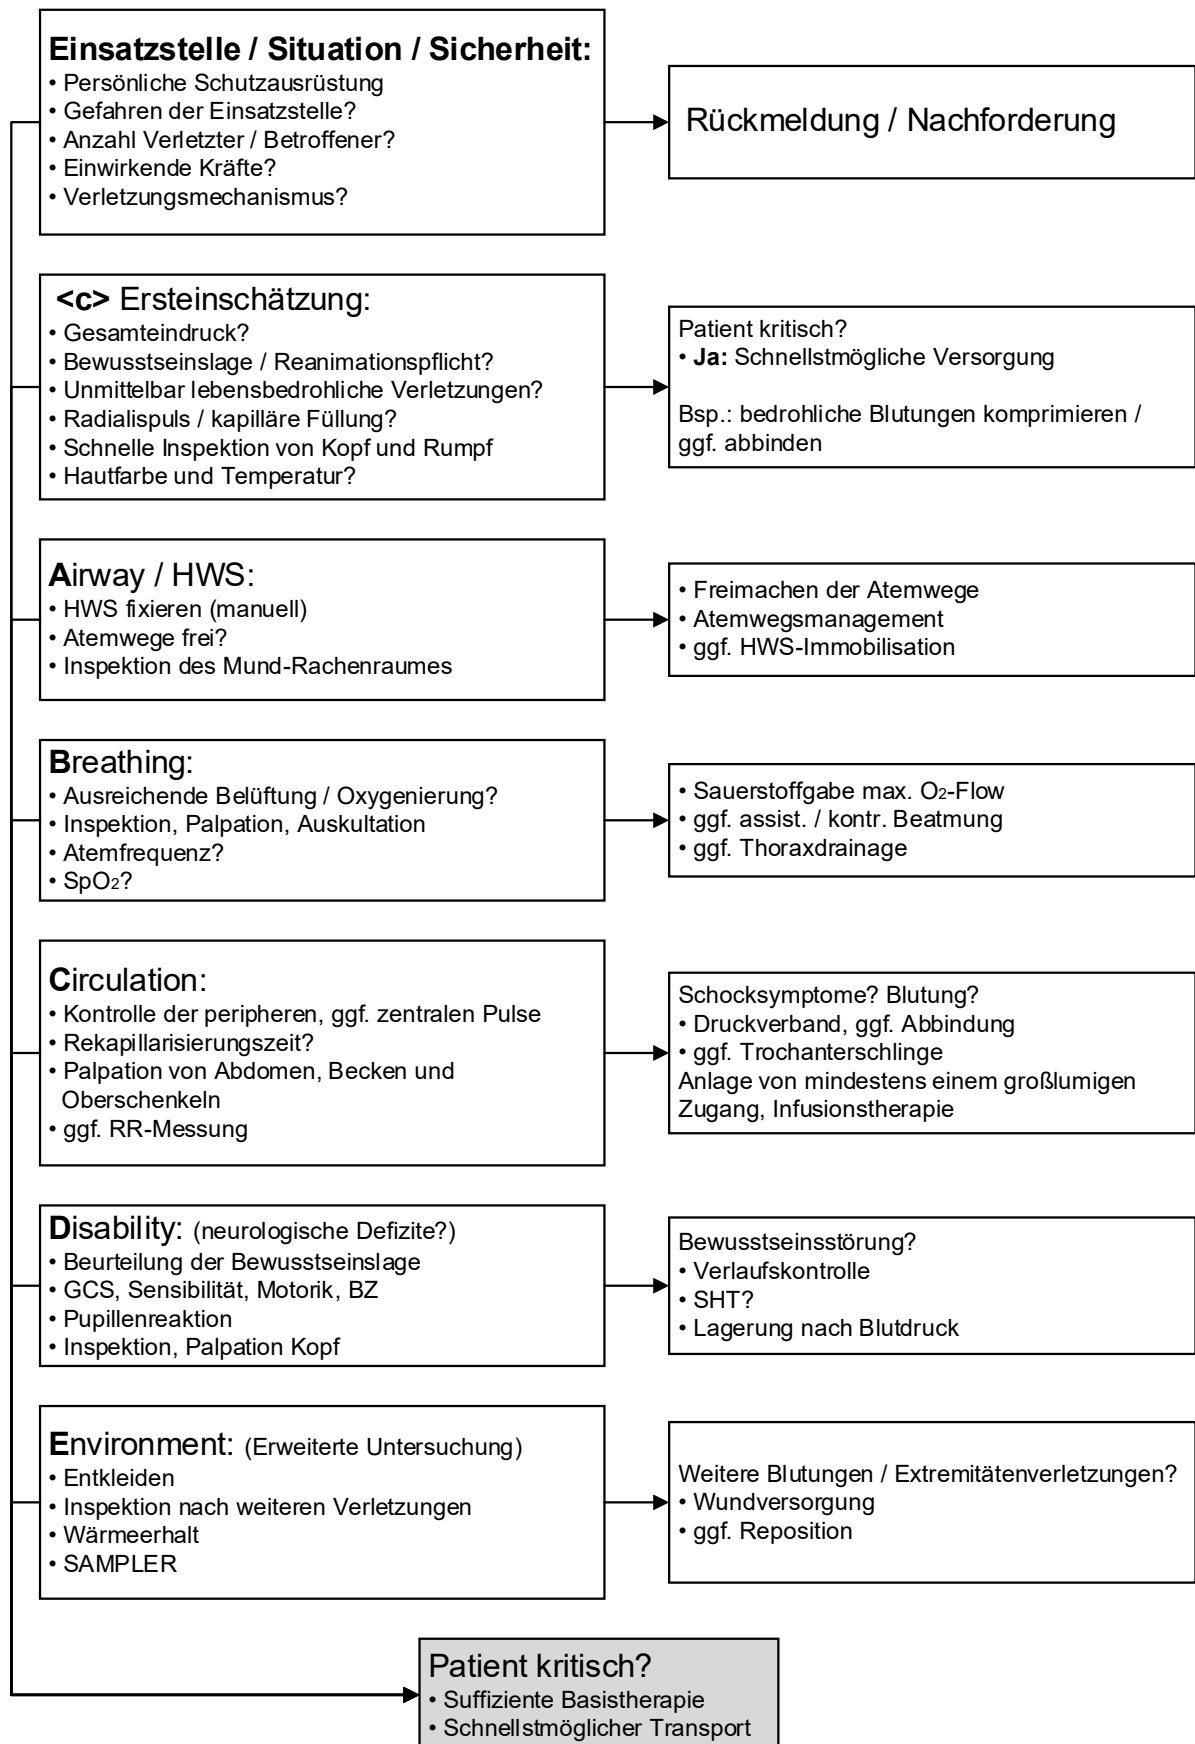 Einsatzstelle / Situation / Sicherheit:
• Persönliche Schutzausrüstung
• Gefahren der Einsatzstelle?
• Anzahl Verletzter / Betroffener?
• Einwirkende Kräfte?
• Verletzungsmechanismus?
Rückmeldung / Nachforderung
<c> Ersteinschätzung:
• Gesamteindruck?
• Bewusstseinslage / Reanimationspflicht?
• Unmittelbar lebensbedrohliche Verletzungen?
• Radialispuls / kapilläre Füllung?
• Schnelle Inspektion von Kopf und Rumpf
• Hautfarbe und Temperatur?
Patient kritisch?
• Ja: Schnellstmögliche Versorgung
Bsp.: bedrohliche Blutungen komprimieren /
ggf. abbinden
Airway / HWS:
• HWS fixieren (manuell)
• Atemwege frei?
• Inspektion des Mund-Rachenraumes
• Freimachen der Atemwege
• Atemwegsmanagement
• ggf. HWS-Immobilisation
Breathing:
• Ausreichende Belüftung / Oxygenierung?
• Inspektion, Palpation, Auskultation
• Atemfrequenz?
• SpO2?
• Sauerstoffgabe max. O2-Flow
• ggf. assist. / kontr. Beatmung
• ggf. Thoraxdrainage
Circulation:
• Kontrolle der peripheren, ggf. zentralen Pulse
• Rekapillarisierungszeit?
• Palpation von Abdomen, Becken und
Oberschenkeln
• ggf. RR-Messung
Schocksymptome? Blutung?
• Druckverband, ggf. Abbindung
• ggf. Trochanterschlinge
Anlage von mindestens einem großlumigen
Zugang, Infusionstherapie
Disability: (neurologische Defizite?)
• Beurteilung der Bewusstseinslage
• GCS, Sensibilität, Motorik, BZ
• Pupillenreaktion
• Inspektion, Palpation Kopf
Bewusstseinsstörung?
• Verlaufskontrolle
• SHT?
• Lagerung nach Blutdruck
Environment: (Erweiterte Untersuchung)
• Entkleiden
• Inspektion nach weiteren Verletzungen
• Wärmeerhalt
• SAMPLER
Weitere Blutungen / Extremitätenverletzungen?
• Wundversorgung
• ggf. Reposition
Patient kritisch?
• Suffiziente Basistherapie
• Schnellstmöglicher Transport